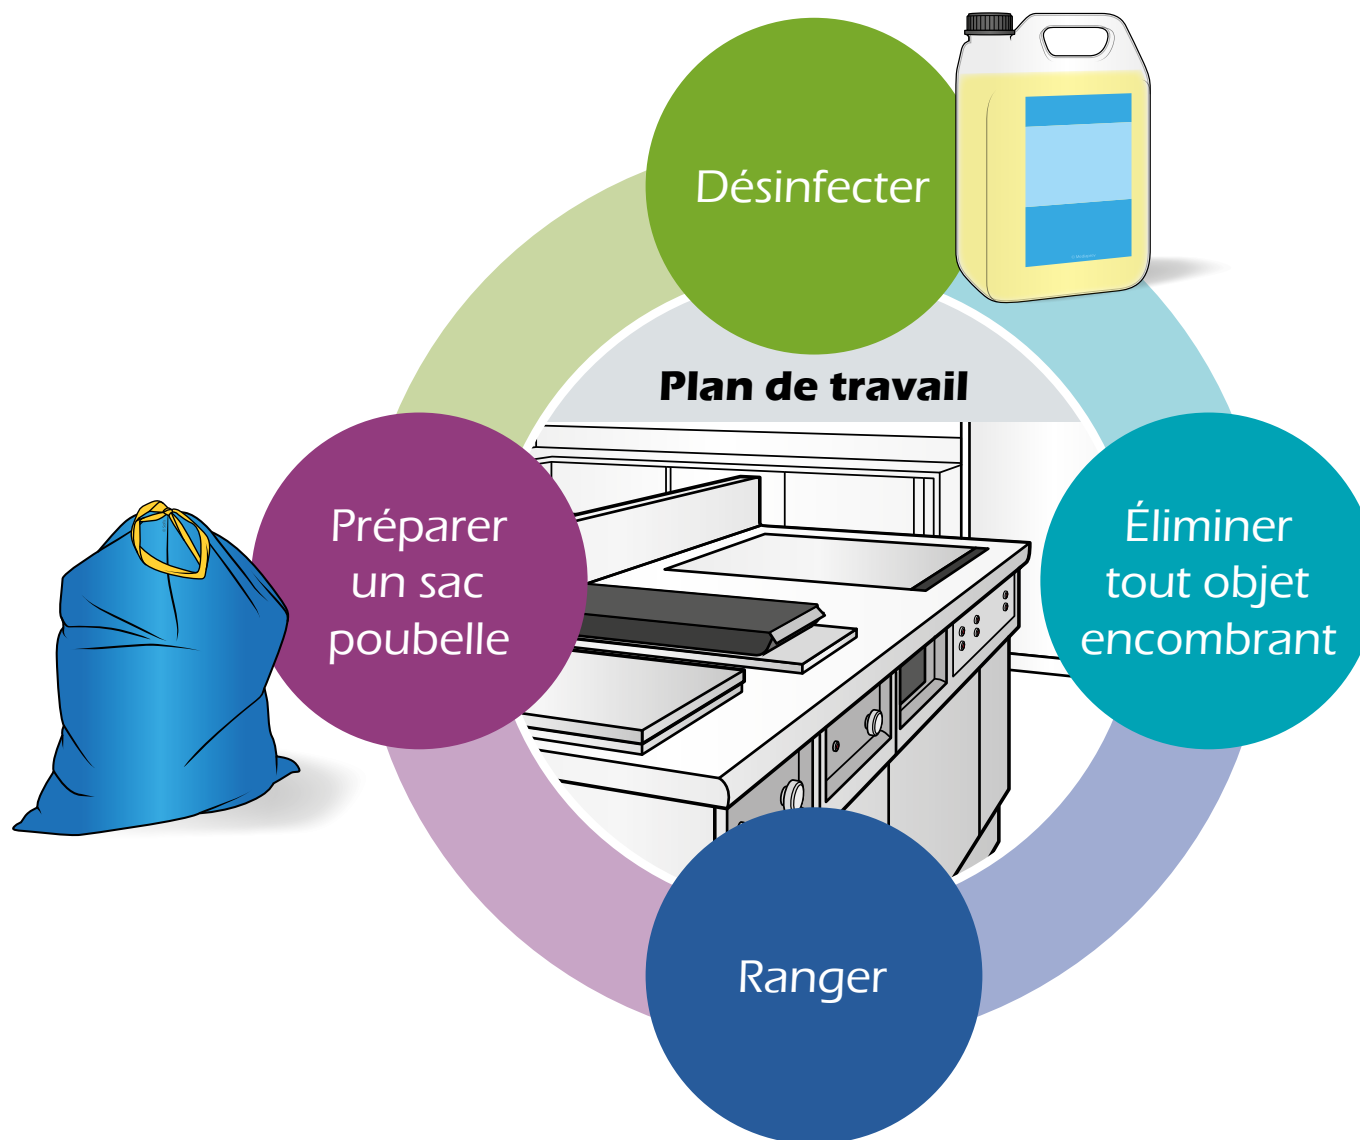 Désinfecter
Plan de travail
Préparer
un sac
poubelle
Éliminer
tout objet
encombrant
Ranger